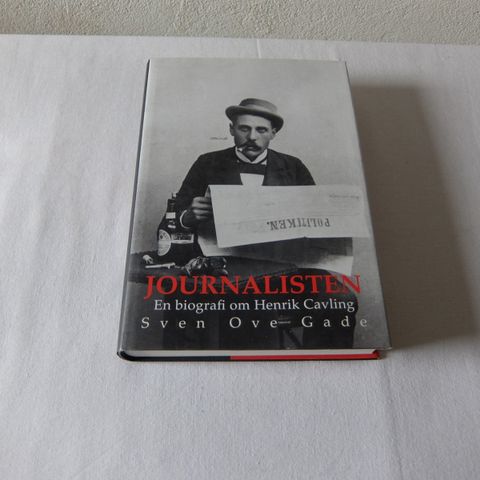 POLITIKEN.
JOURNALISTEN
En biografi om Henrik Cavling
Sven Ove Gade